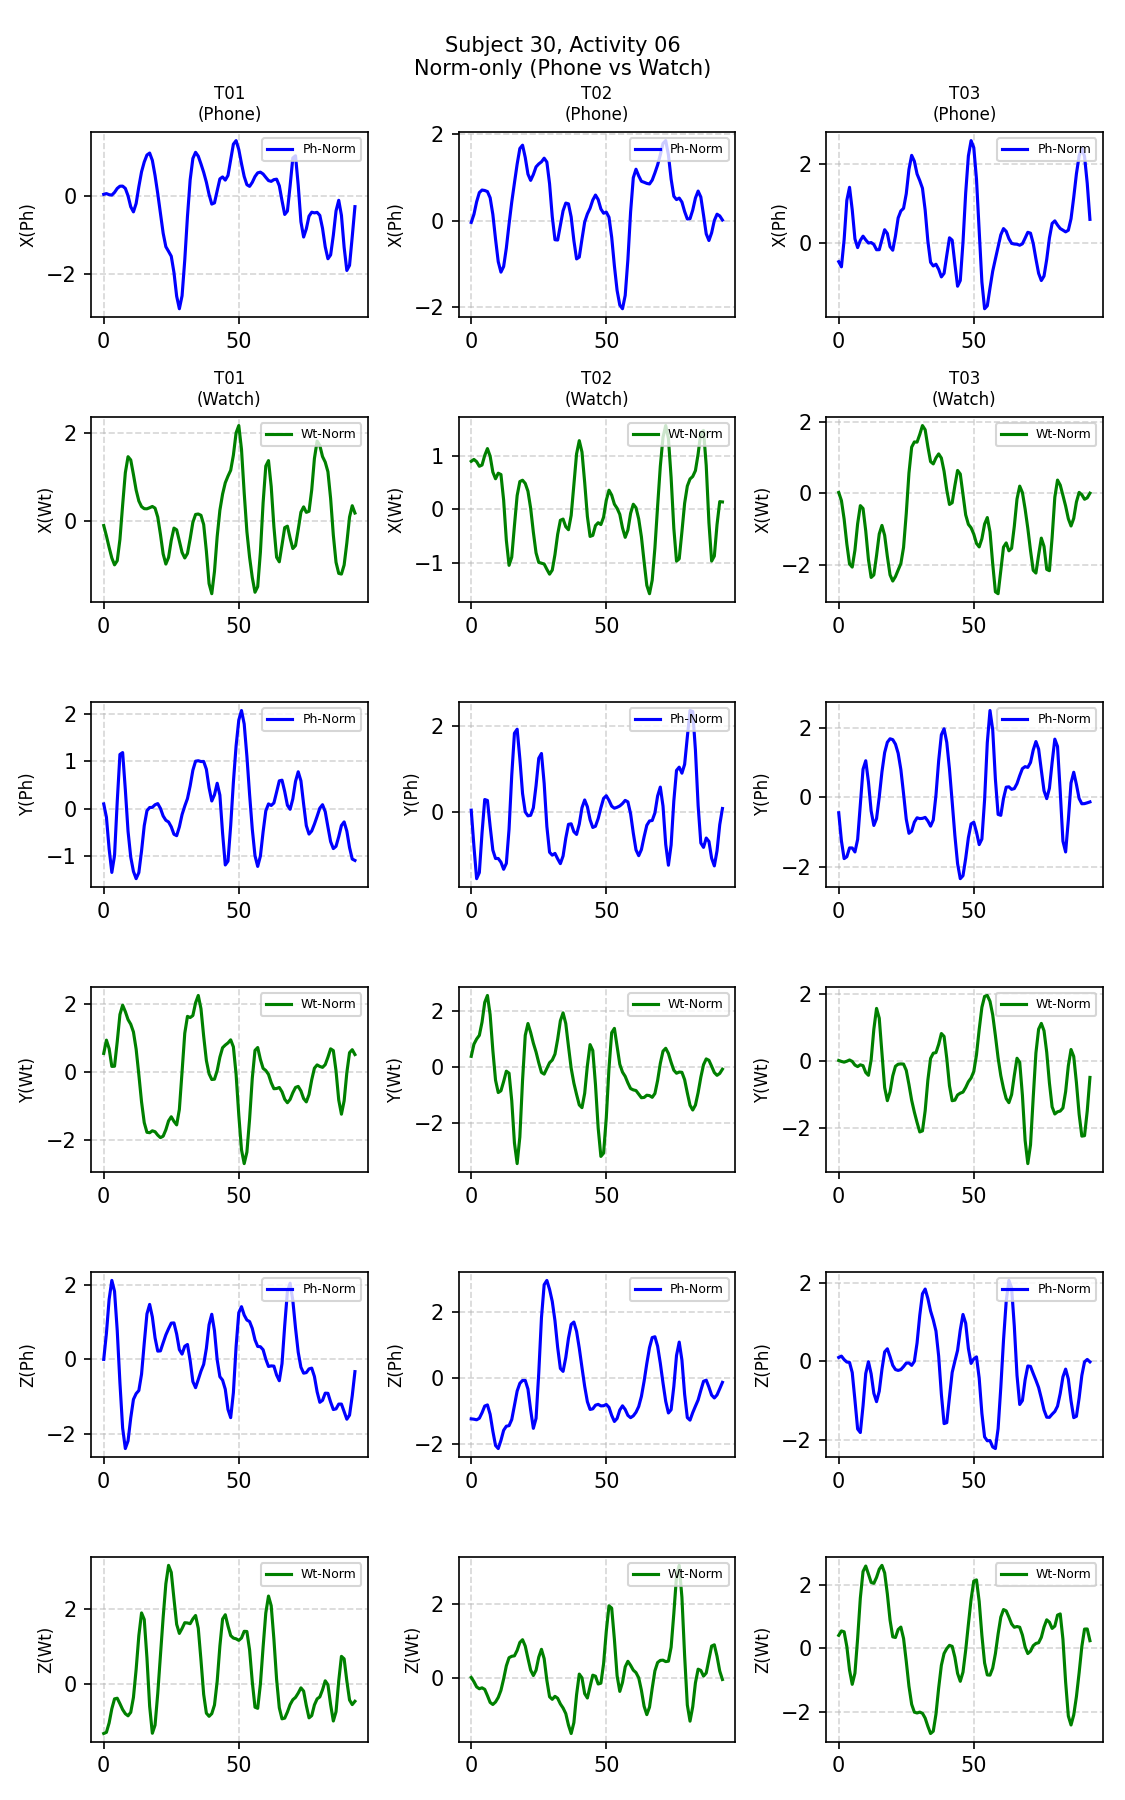 Subject 30, Activity 06
Norm-only (Phone vs Watch)
T01
(Phone)
T02
(Phone)
T03
(Phone)
X(Ph)
0
−2
0
50
Ph-Norm
X(Ph)
2
0
−2
0
50
Ph-Norm
X(Ph)
2
0
0
50
Ph-Norm
T01
(Watch)
T02
(Watch)
T03
(Watch)
X(Wt)
2
0
0
50
Wt-Norm
X(Wt)
1
0
−1
0
50
Wt-Norm
X(Wt)
2
0
−2
0
50
Wt-Norm
Y(Ph)
2
1
0
−1
0
50
Ph-Norm
Y(Ph)
2
0
0
50
Ph-Norm
Y(Ph)
2
0
−2
0
50
Ph-Norm
Y(Wt)
2
0
−2
0
50
Wt-Norm
Y(Wt)
2
0
−2
0
50
Wt-Norm
Y(Wt)
2
0
−2
0
50
Wt-Norm
Z(Ph)
2
0
−2
0
50
Ph-Norm
Z(Ph)
2
0
−2
0
50
Ph-Norm
Z(Ph)
2
0
−2
0
50
Ph-Norm
Z(Wt)
2
0
0
50
Wt-Norm
Z(Wt)
2
0
0
50
Wt-Norm
Z(Wt)
2
0
−2
0
50
Wt-Norm